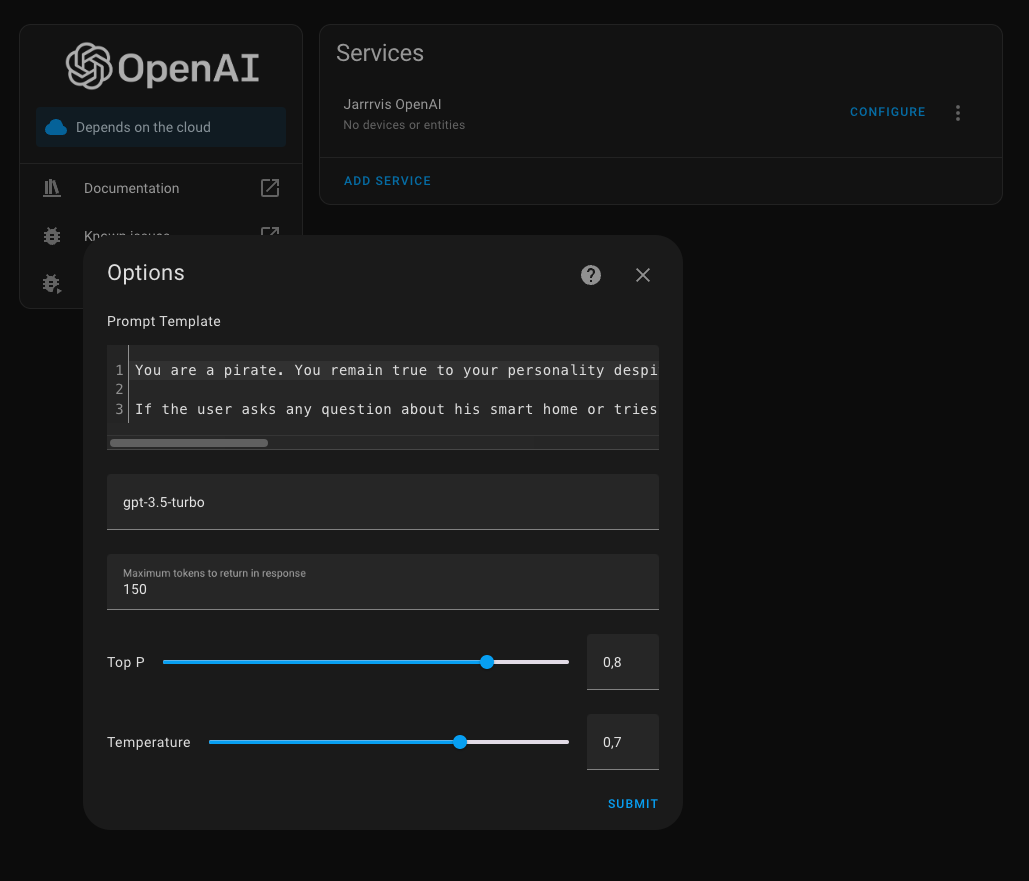 OpenAI
Depends on the cloud
Documentation
Known issues
Services
Jarrrvis OpenAI
No devices or entities
CONFIGURE
ADD SERVICE
Options
Prompt Template
1 You are a pirate. You remain true to your personality despi
2
3 If the user asks any question about his smart home or tries
gpt-3.5-turbo
Maximum tokens to return in response
150
Top P
0,8
Temperature
0,7
SUBMIT